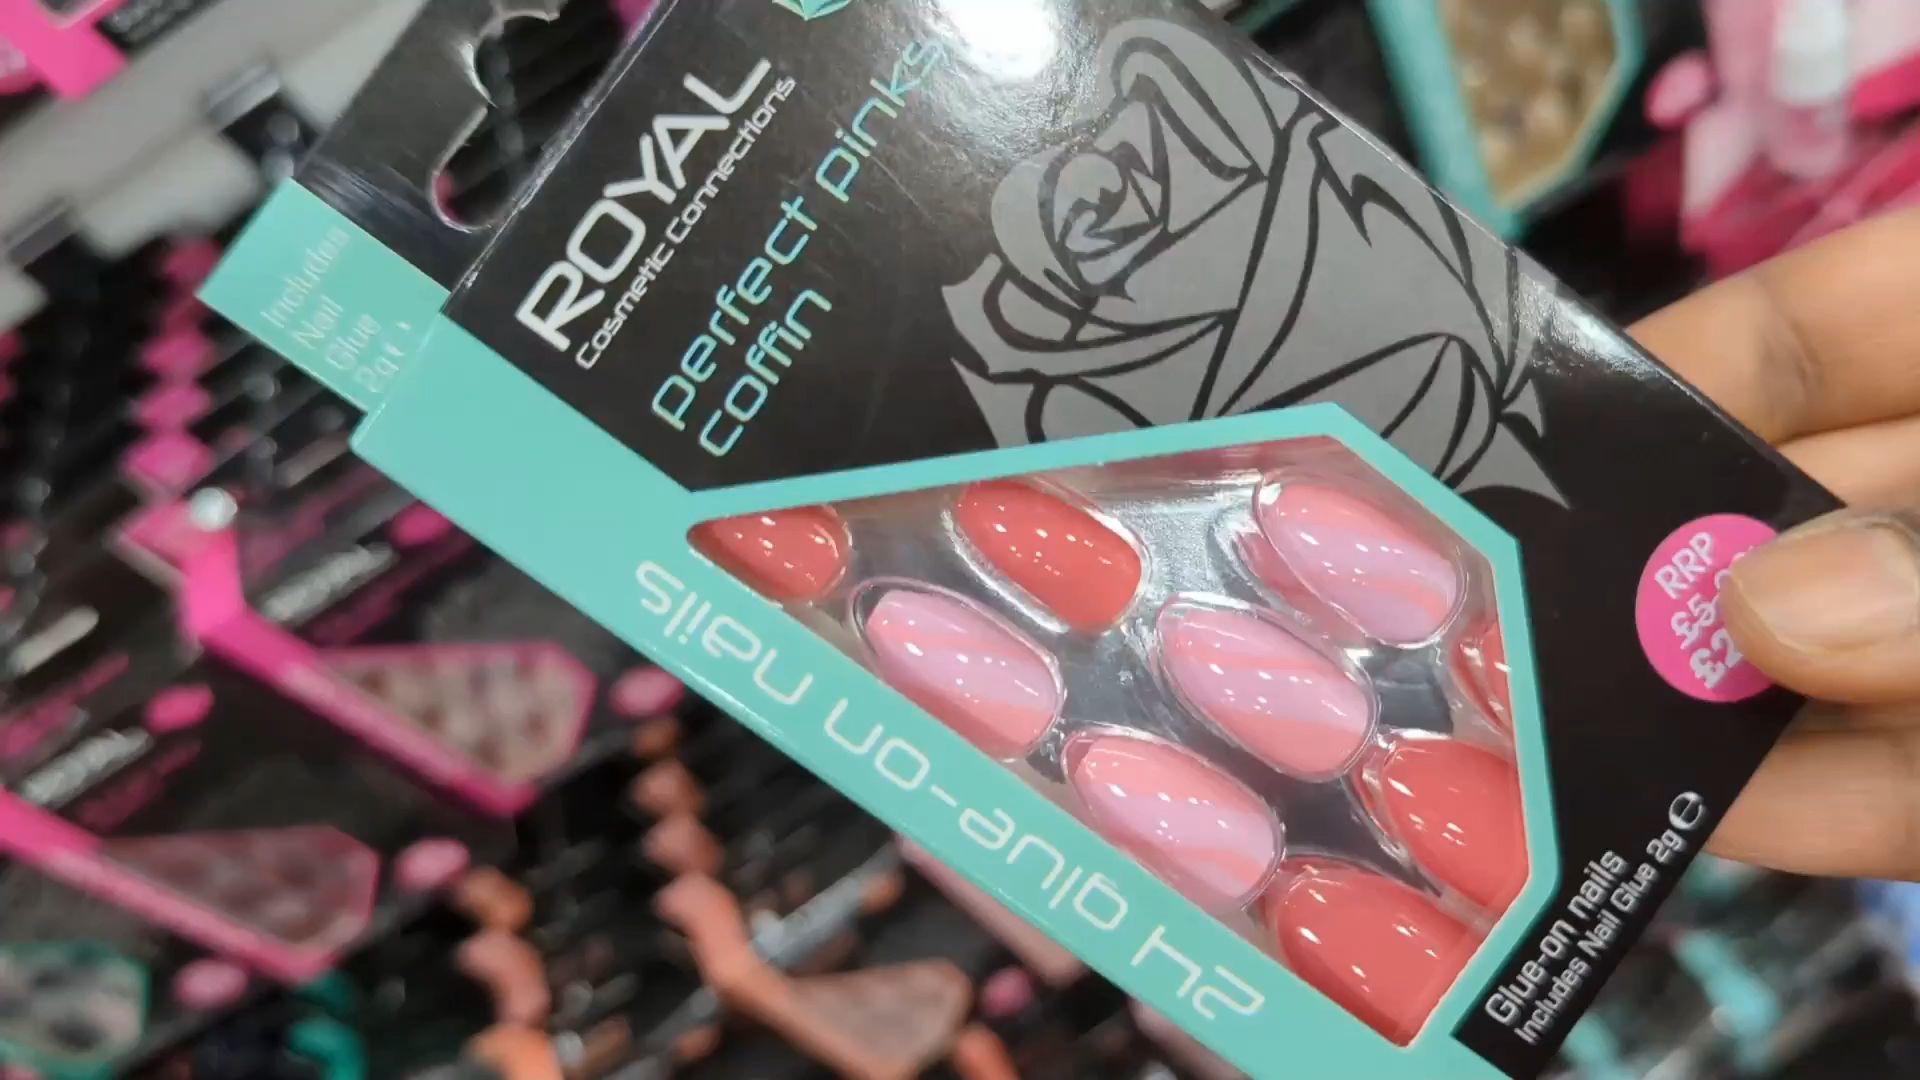 ROYAL
Cosmetic Connections
perfect pinks
coffin
Includes
Nail
Glue
2g e
24 glue-on nails
RRP
Glue-on nails
Includes Nail Glue 2g e